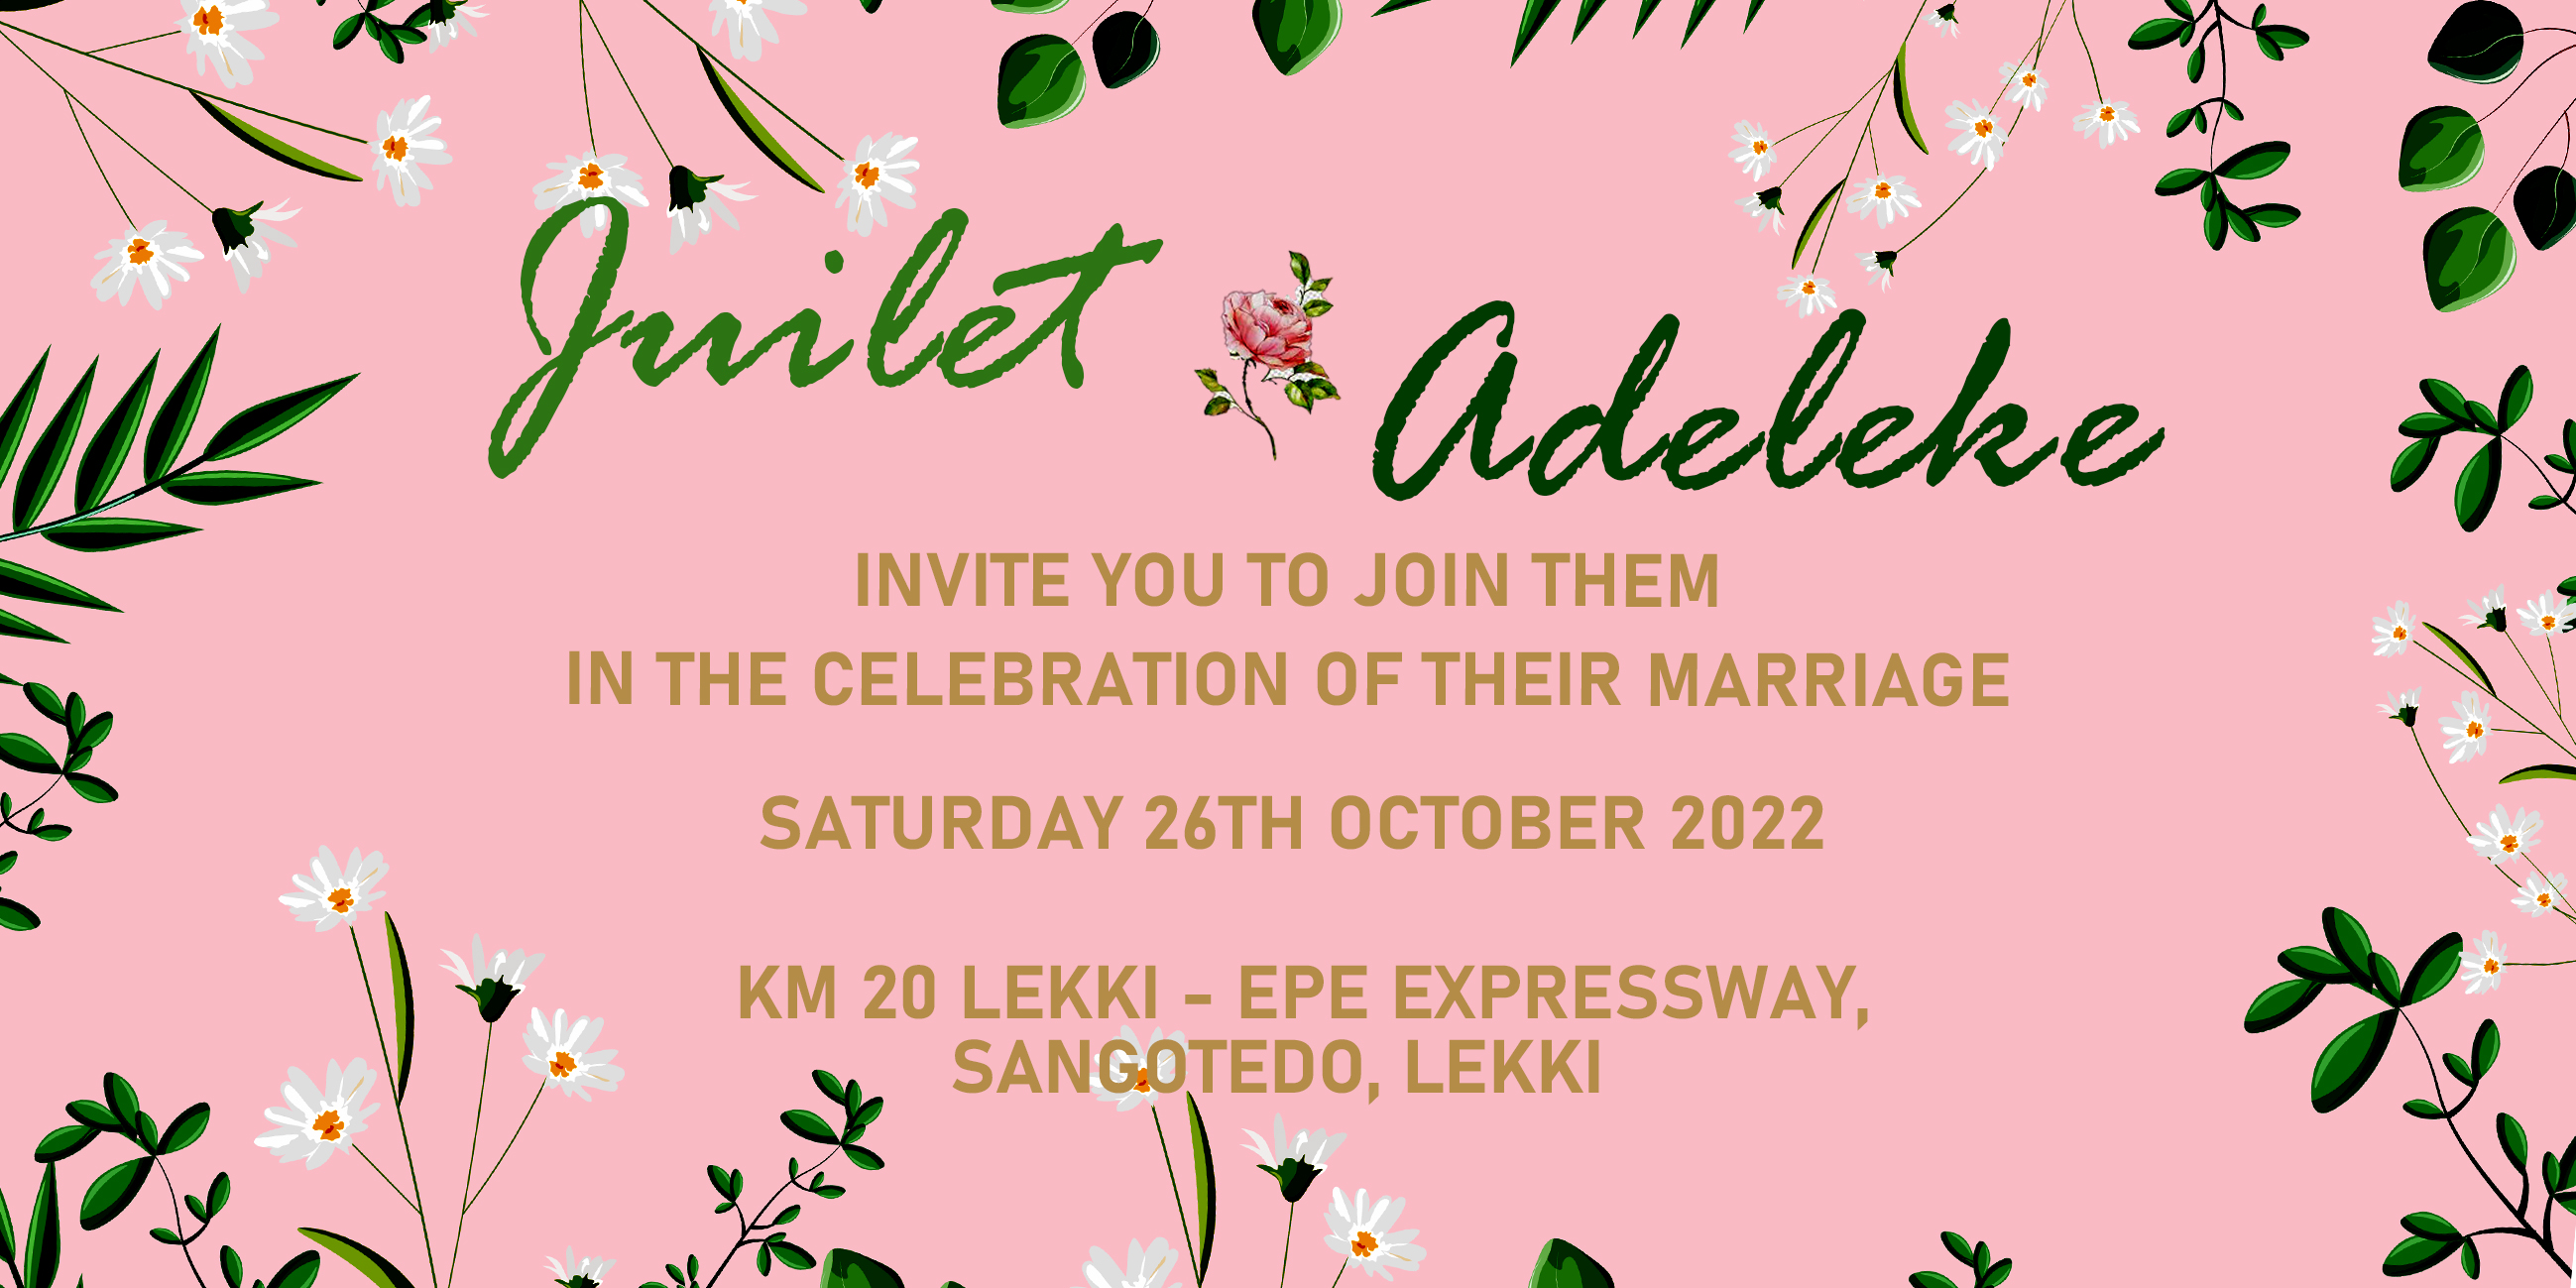 Juilet
Adeleke
INVITE YOU TO JOIN THEM
IN THE CELEBRATION OF THEIR MARRIAGE
SATURDAY 26TH OCTOBER 2022
KM 20 LEKKI - EPE EXPRESSWAY,
SANGOTEDO, LEKKI